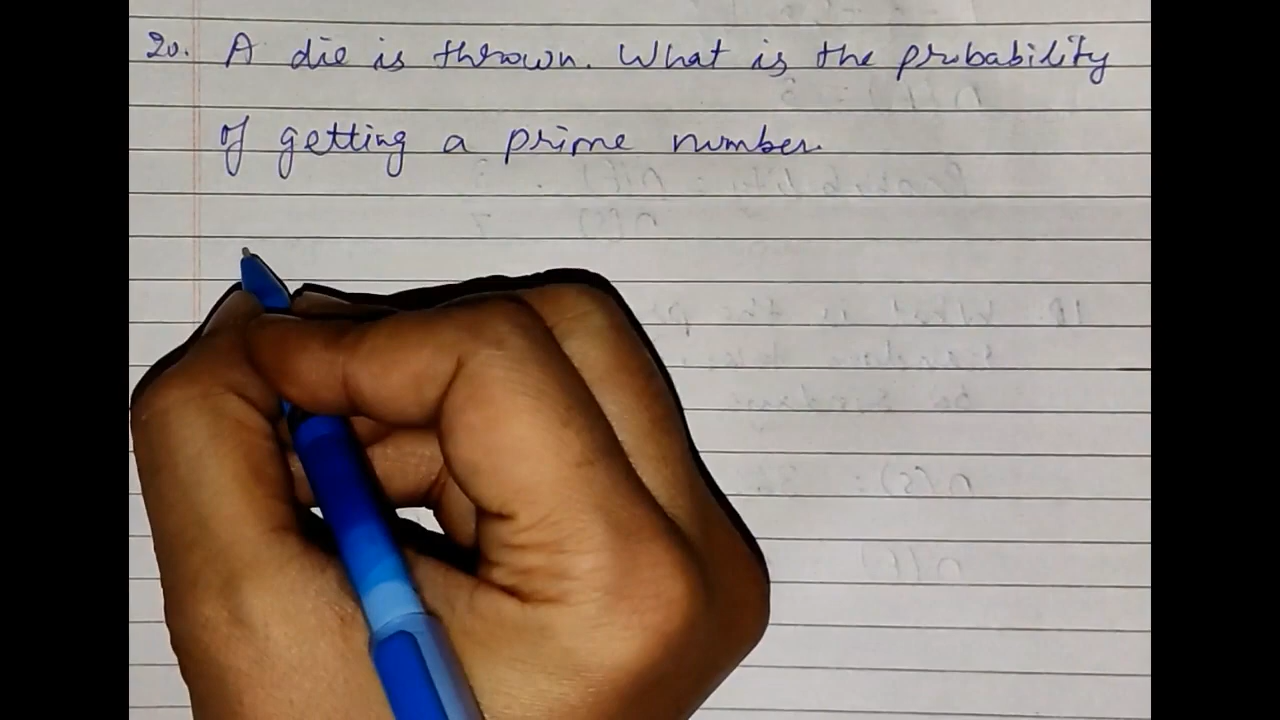 20. A die is thrown. What is the probability
of getting a prime number.